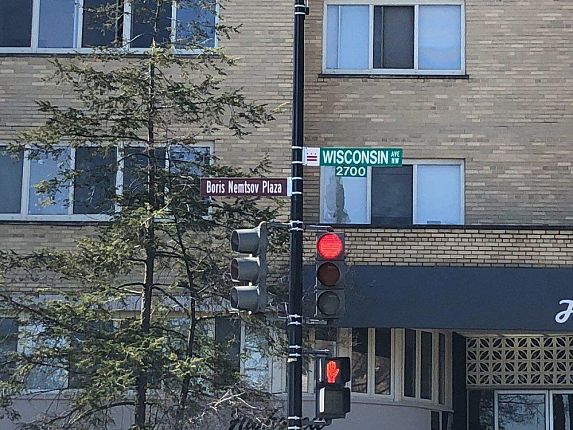 WISCONSIN AVE NW
2700
Boris Nemtsov Plaza